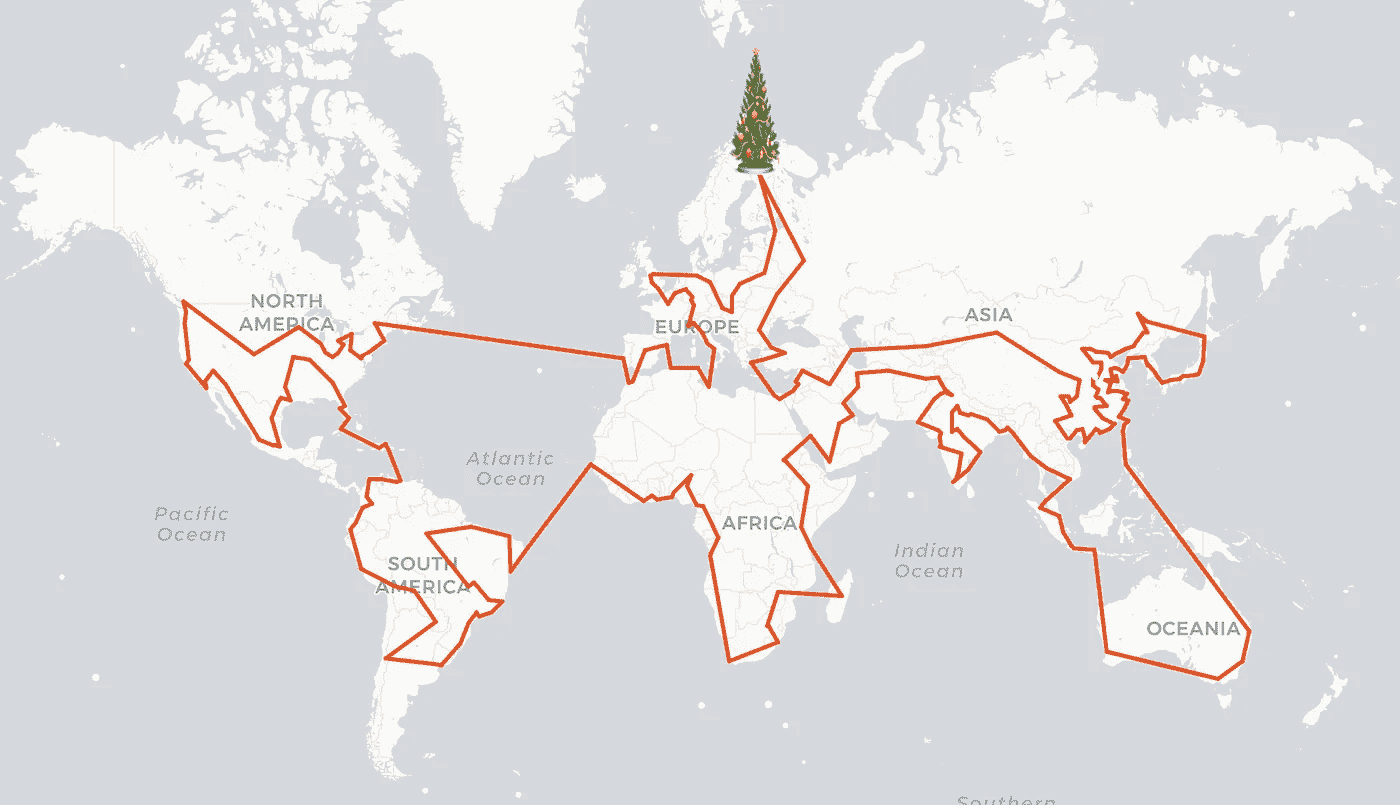 NORTH
AMERICA
EUROPE
ASIA
Atlantic
Ocean
Pacific
Ocean
AFRICA
SOUTH
AMERICA
Indian
Ocean
OCEANIA
Southern